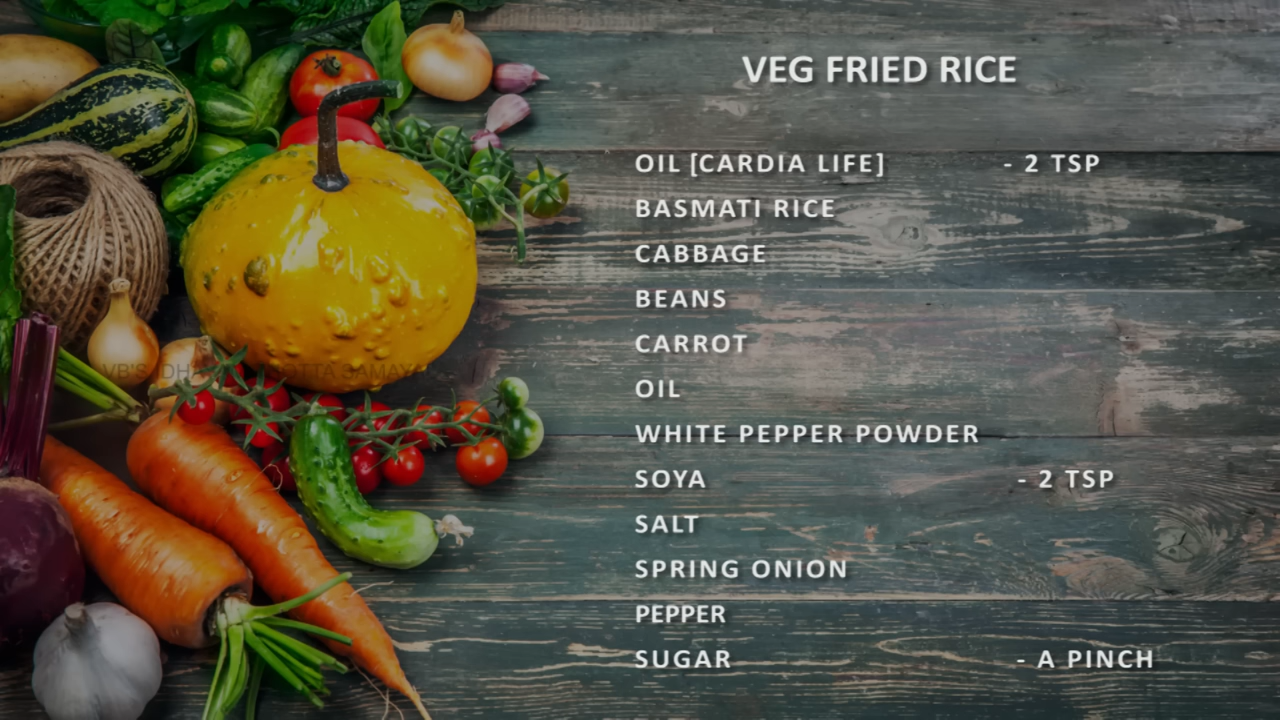 VEG FRIED RICE
OIL [CARDIA LIFE] - 2 TSP
BASMATI RICE
CABBAGE
BEANS
CARROT
OIL
WHITE PEPPER POWDER
SOYA - 2 TSP
SALT
SPRING ONION
PEPPER
SUGAR - A PINCH